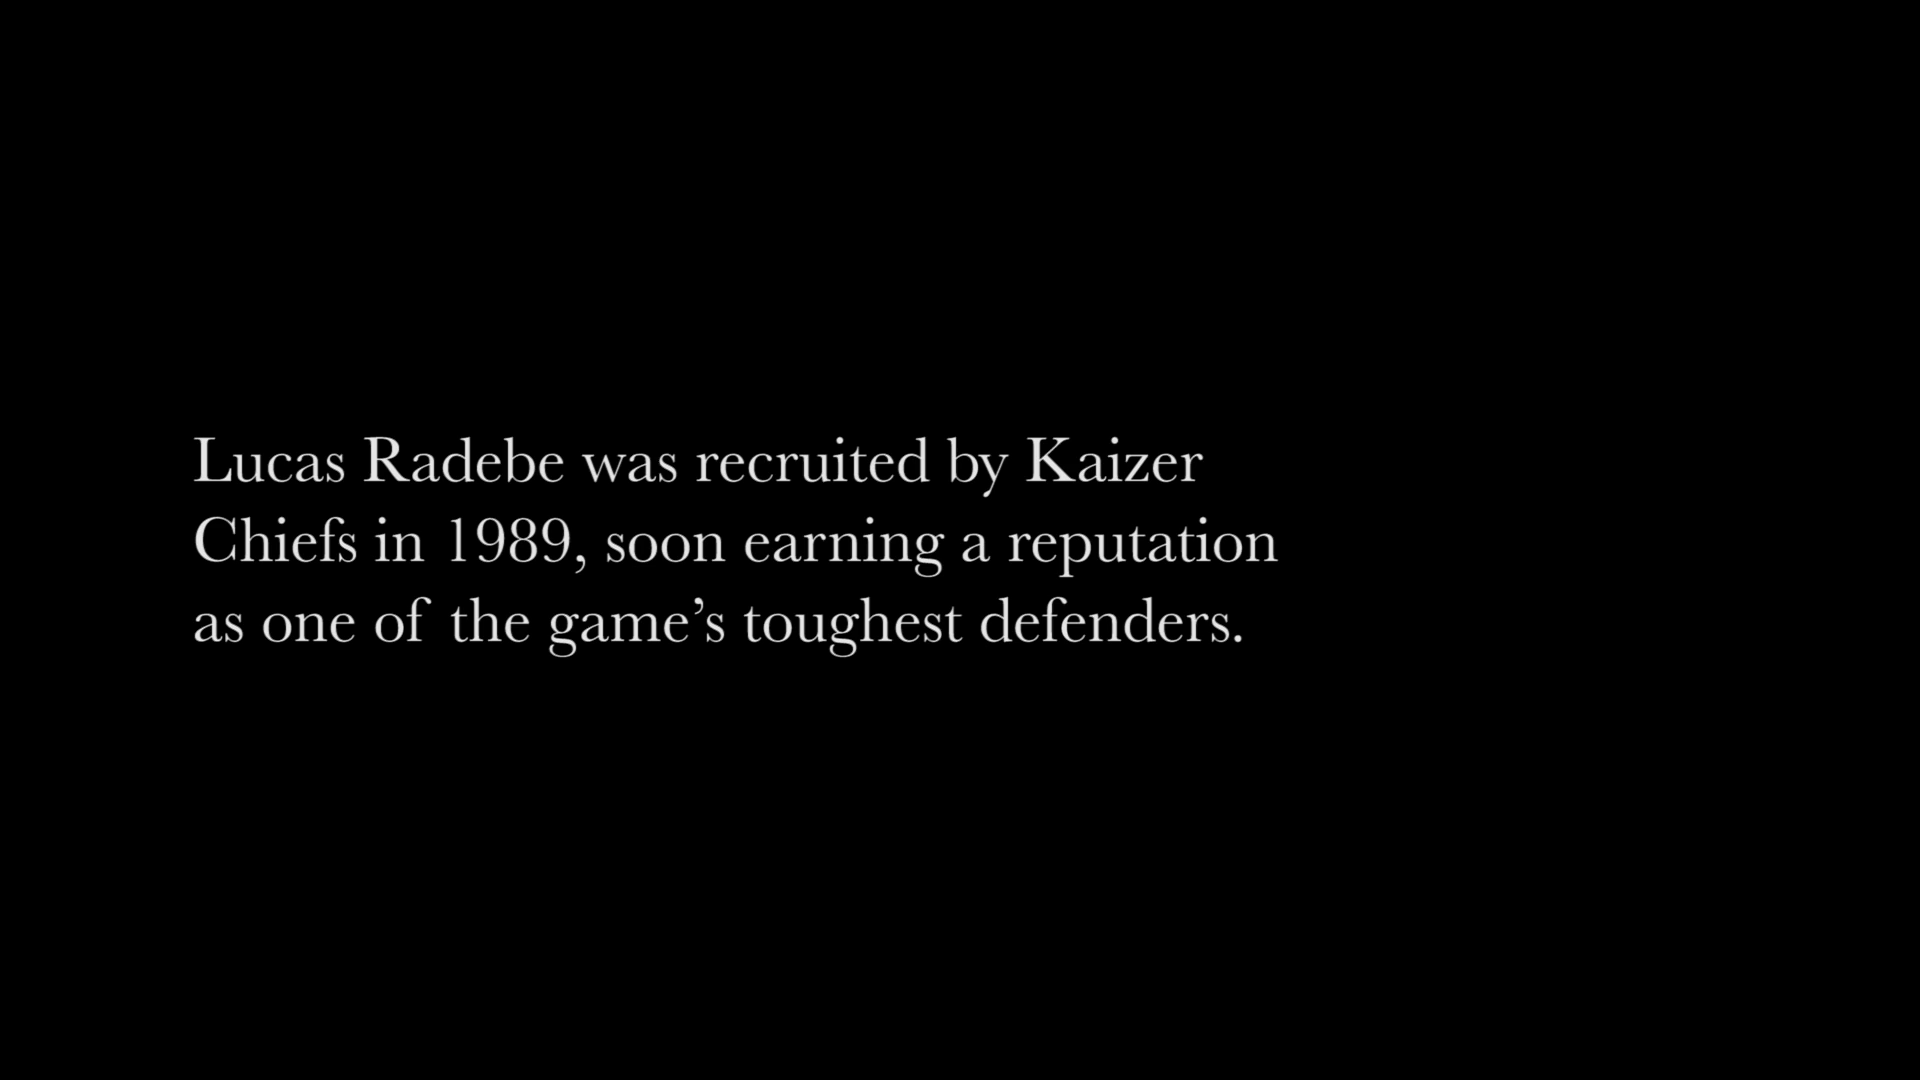 Lucas Radebe was recruited by Kaizer
Chiefs in 1989, soon earning a reputation
as one of the game’s toughest defenders.